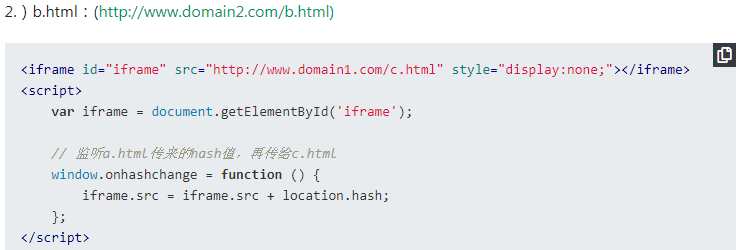 2.）b.html：(http://www.domain2.com/b.html)
<iframe id="iframe" src="http://www.domain1.com/c.html" style="display:none;"></iframe>
<script>
    var iframe = document.getElementById('iframe');

    // 监听a.html传来的hash值，再传给c.html
    window.onhashchange = function () {
        iframe.src = iframe.src + location.hash;
    };
</script>